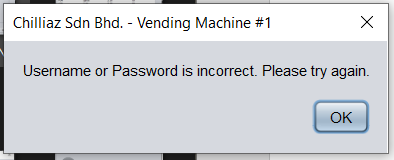 Chilliaz Sdn Bhd. - Vending Machine #1
Username or Password is incorrect. Please try again.
OK